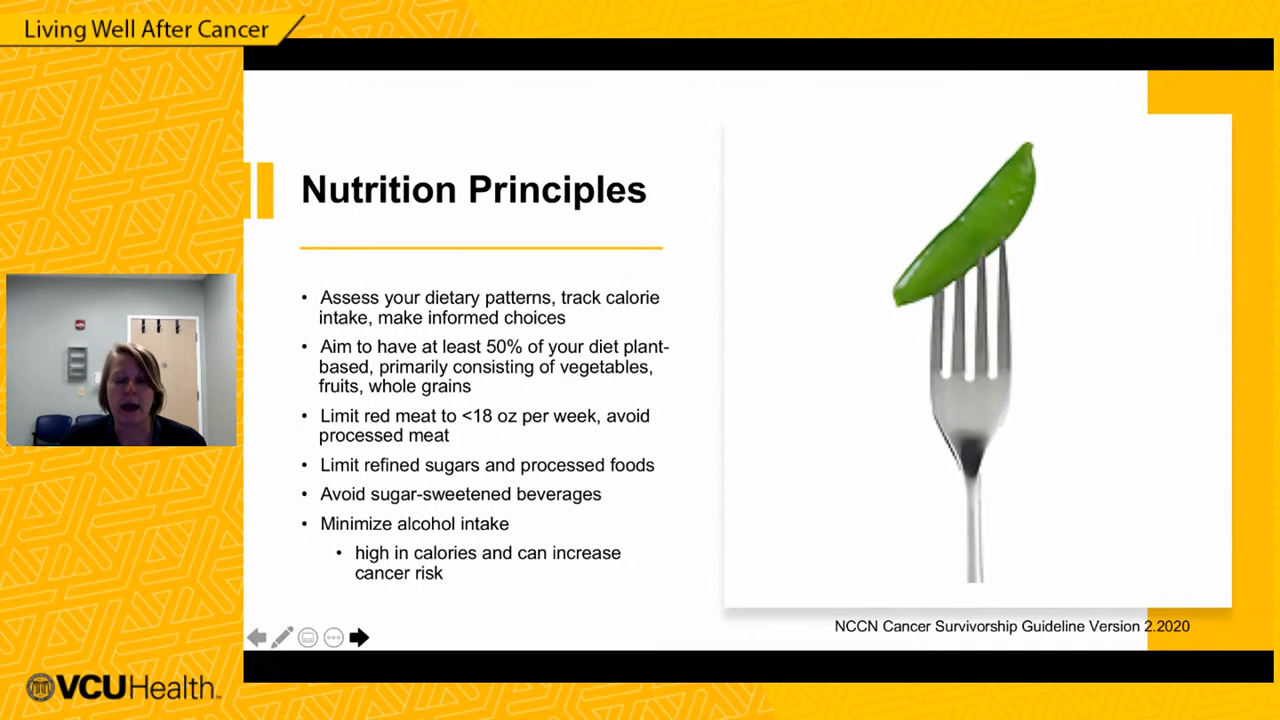 Living Well After Cancer
Nutrition Principles
• Assess your dietary patterns, track calorie
intake, make informed choices
• Aim to have at least 50% of your diet plant-
based, primarily consisting of vegetables,
fruits, whole grains
• Limit red meat to <18 oz per week, avoid
processed meat
• Limit refined sugars and processed foods
• Avoid sugar-sweetened beverages
• Minimize alcohol intake
• high in calories and can increase
cancer risk
NCCN Cancer Survivorship Guideline Version 2.2020
VCUHealth